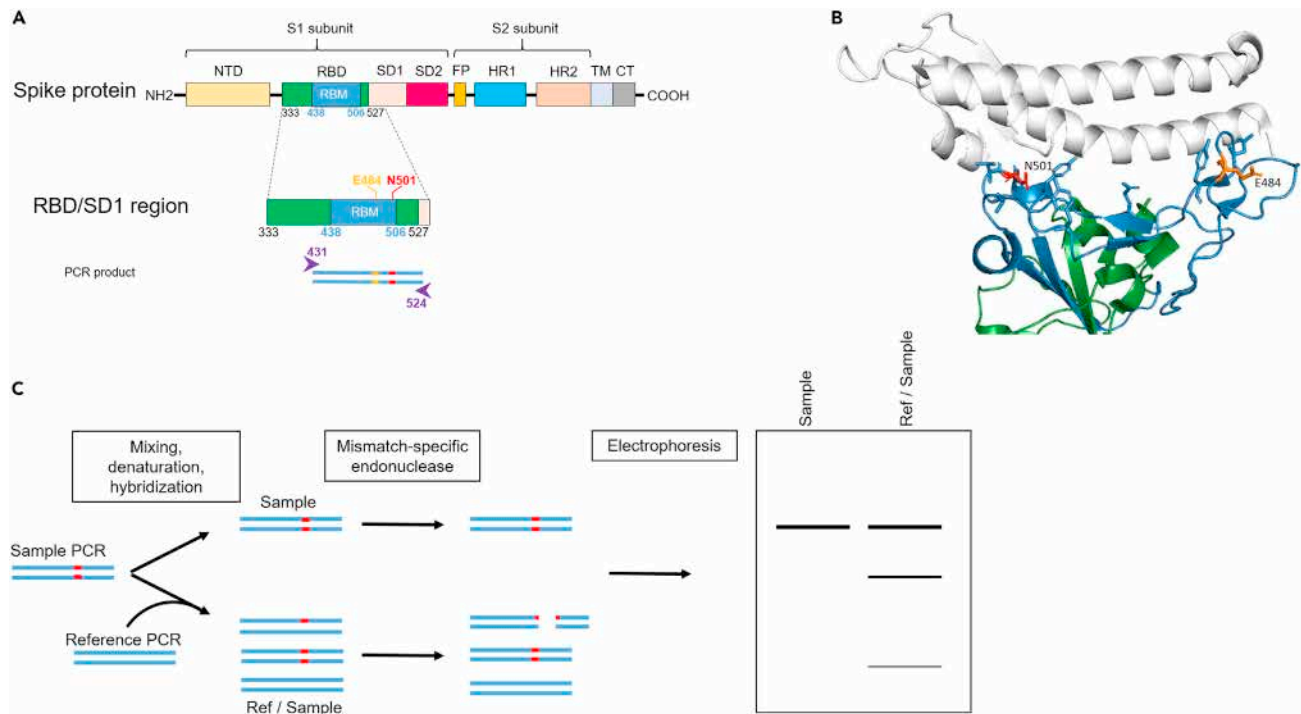 A
S1 subunit
S2 subunit
NTD
RBD
SD1
SD2
FP
HR1
HR2
TM
CT
Spike protein
NH2
RBM
COOH
333
438
506
527
E484
N501
RBD/SD1 region
RBM
333
438
506
527
431
PCR product
524
B
N501
E484
C
Mixing,
denaturation,
hybridization
Mismatch-specific
endonuclease
Electrophoresis
Sample
Ref / Sample
Sample
Sample PCR
Reference PCR
Ref / Sample